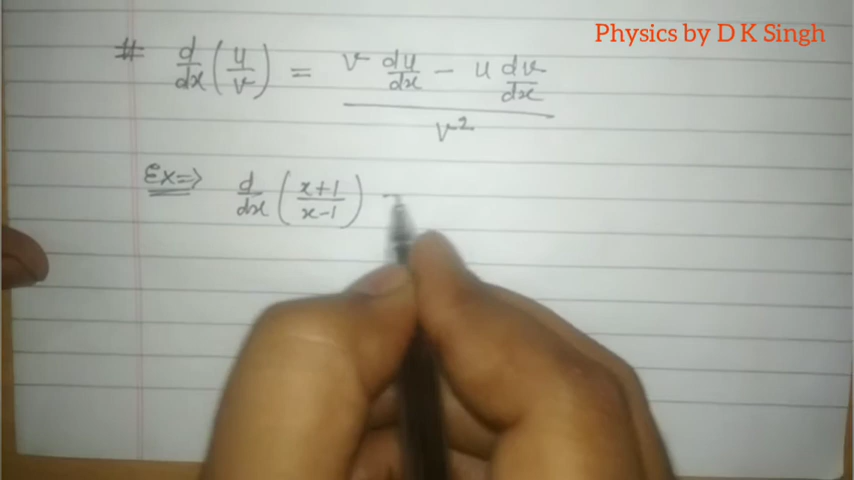 Physics by D K Singh
# d/dx (u/v) = (v du/dx - u dv/dx) / v²
Ex⇒ d/dx (x+1 / x-1) =